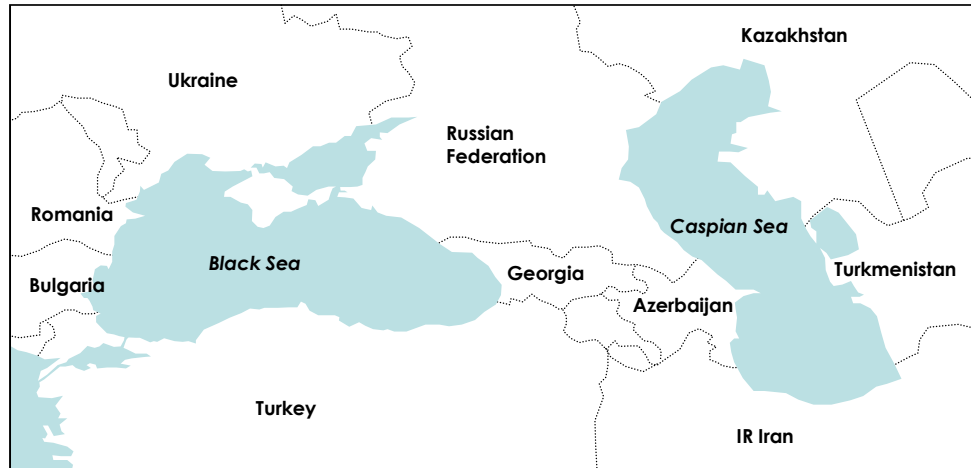 Kazakhstan
Ukraine
Russian
Federation
Romania
Caspian Sea
Black Sea
Georgia
Turkmenistan
Bulgaria
Azerbaijan
Turkey
IR Iran